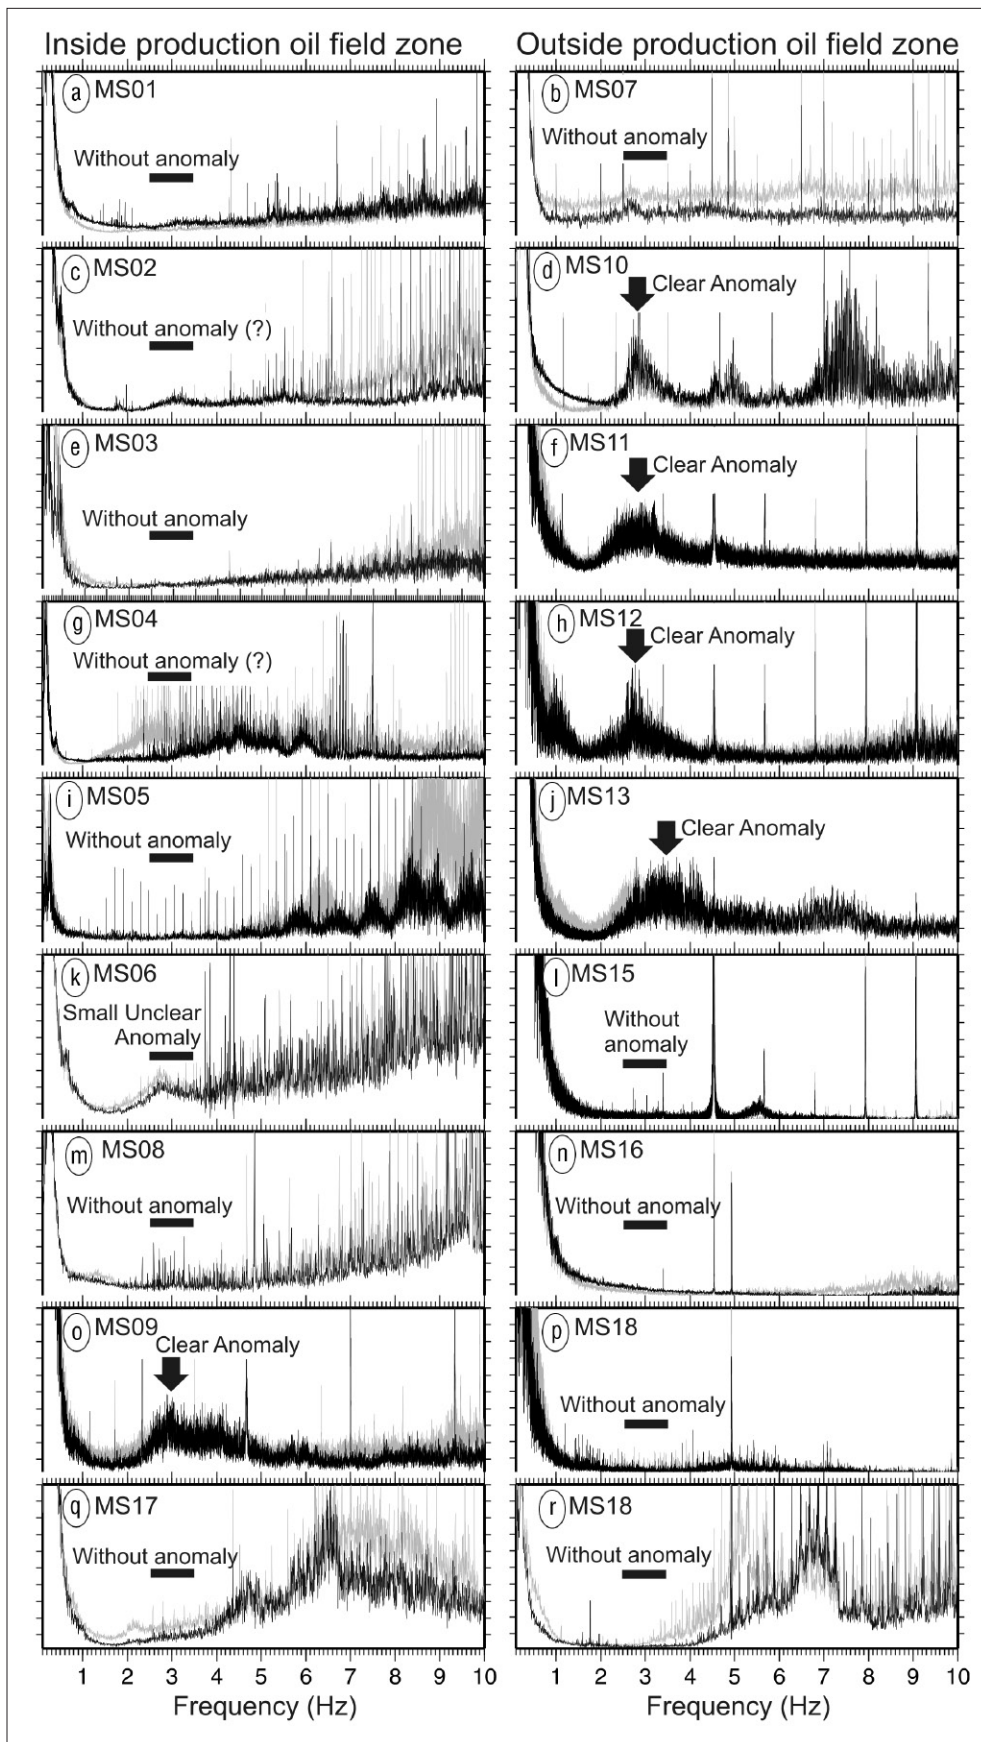 Inside production oil field zone
Outside production oil field zone
a MS01
Without anomaly
b MS07
Without anomaly
c MS02
Without anomaly (?)
d MS10
Clear Anomaly
e MS03
Without anomaly
f MS11
Clear Anomaly
g MS04
Without anomaly (?)
h MS12
Clear Anomaly
i MS05
Without anomaly
j MS13
Clear Anomaly
k MS06
Small Unclear
Anomaly
l MS15
Without
anomaly
m MS08
Without anomaly
n MS16
Without anomaly
o MS09
Clear Anomaly
p MS18
Without anomaly
q MS17
Without anomaly
r MS18
Without anomaly
1 2 3 4 5 6 7 8 9 10
1 2 3 4 5 6 7 8 9 10
Frequency (Hz)
Frequency (Hz)